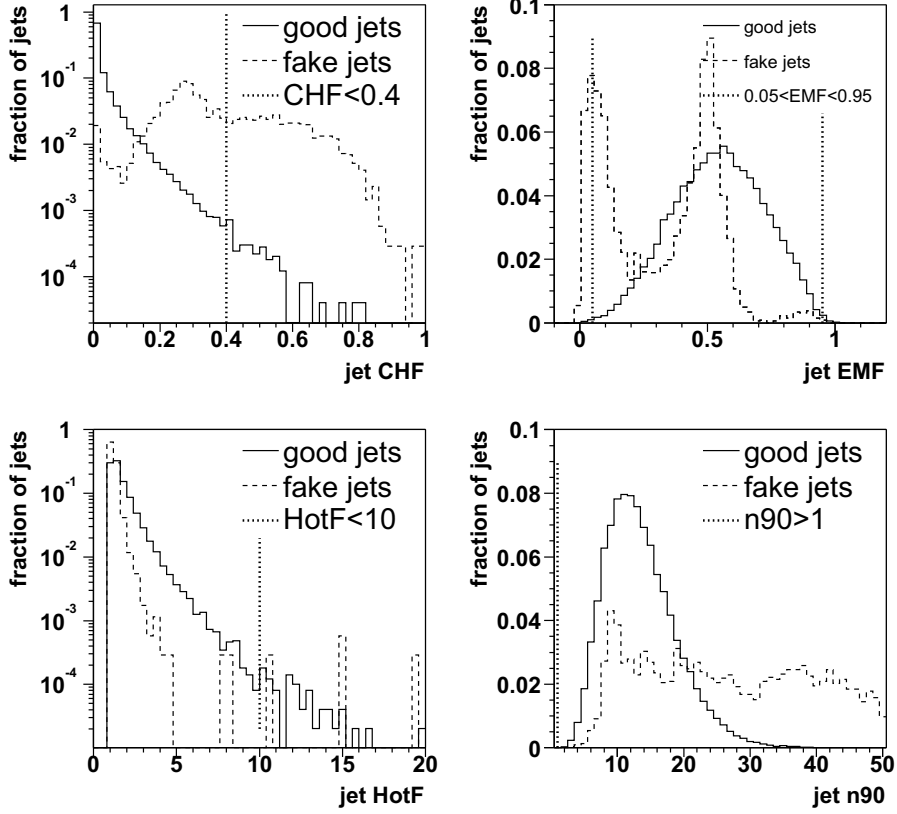 fraction of jets
1
10^-1
10^-2
10^-3
10^-4
good jets
fake jets
CHF<0.4
0 0.2 0.4 0.6 0.8 1
jet CHF
fraction of jets
0.1
0.08
0.06
0.04
0.02
0
good jets
fake jets
0.05<EMF<0.95
0 0.5 1
jet EMF
fraction of jets
1
10^-1
10^-2
10^-3
10^-4
good jets
fake jets
HotF<10
0 5 10 15 20
jet HotF
fraction of jets
0.1
0.08
0.06
0.04
0.02
0
good jets
fake jets
n90>1
10 20 30 40 50
jet n90